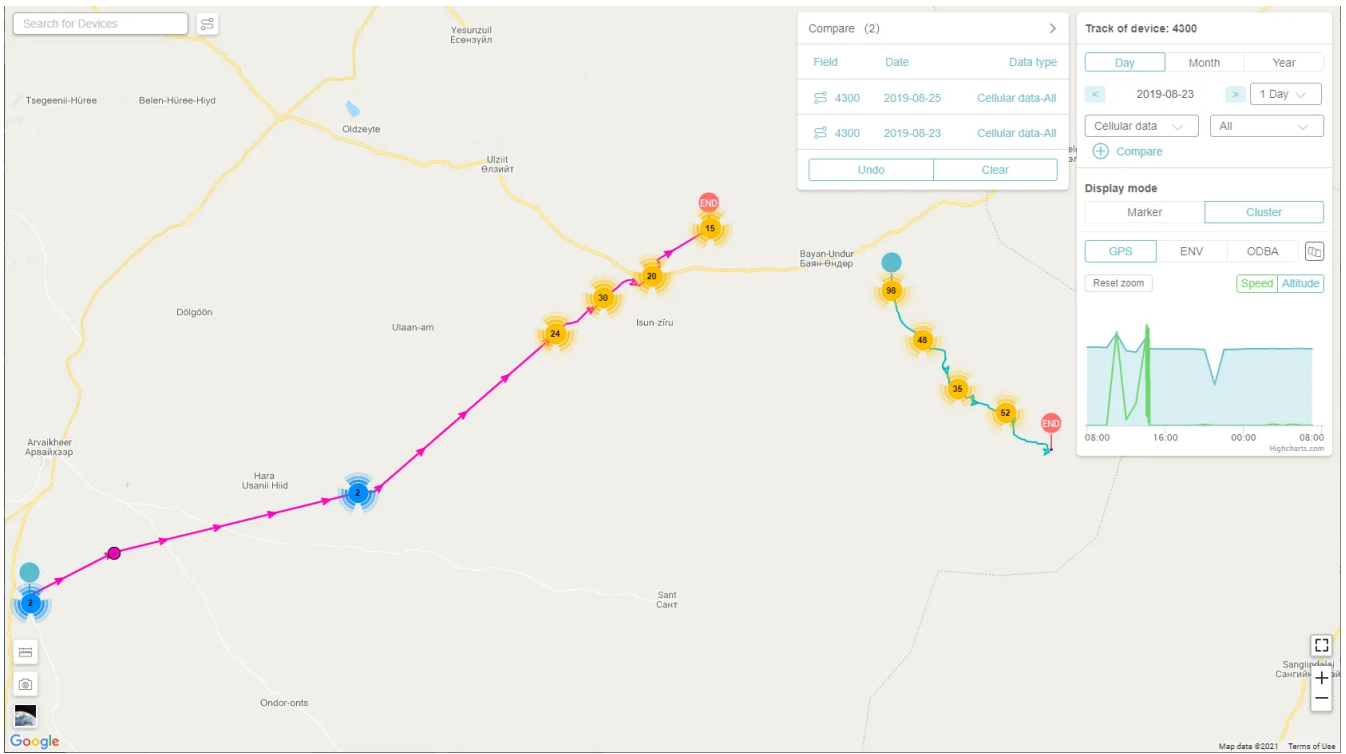 Search for Devices
Yesunzuil
Есөнзүйл
Tsegeenii-Hüree
Belen-Hüree-Hiyd
Oldzeyte
Ulziit
Өлзийт
Dölgöön
Ulaan-am
Isun-zïru
Bayan-Undur
Баян-Өндөр
Arvaikheer
Арвайхээр
Hara
Usanii Hiid
Sant
Сант
Ondor-onts
END
15
20
30
24
2
2
98
48
35
52
END
Compare (2)
Field Date Data type
4300 2019-08-25 Cellular data-All
4300 2019-08-23 Cellular data-All
Undo Clear
Track of device: 4300
Day Month Year
< 2019-08-23 > 1 Day
Cellular data All
Compare
Display mode
Marker Cluster
GPS ENV ODBA
Reset zoom Speed Altitude
08:00 16:00 00:00 08:00
Highcharts.com
+
−
Google
Map data ©2021 Terms of Use